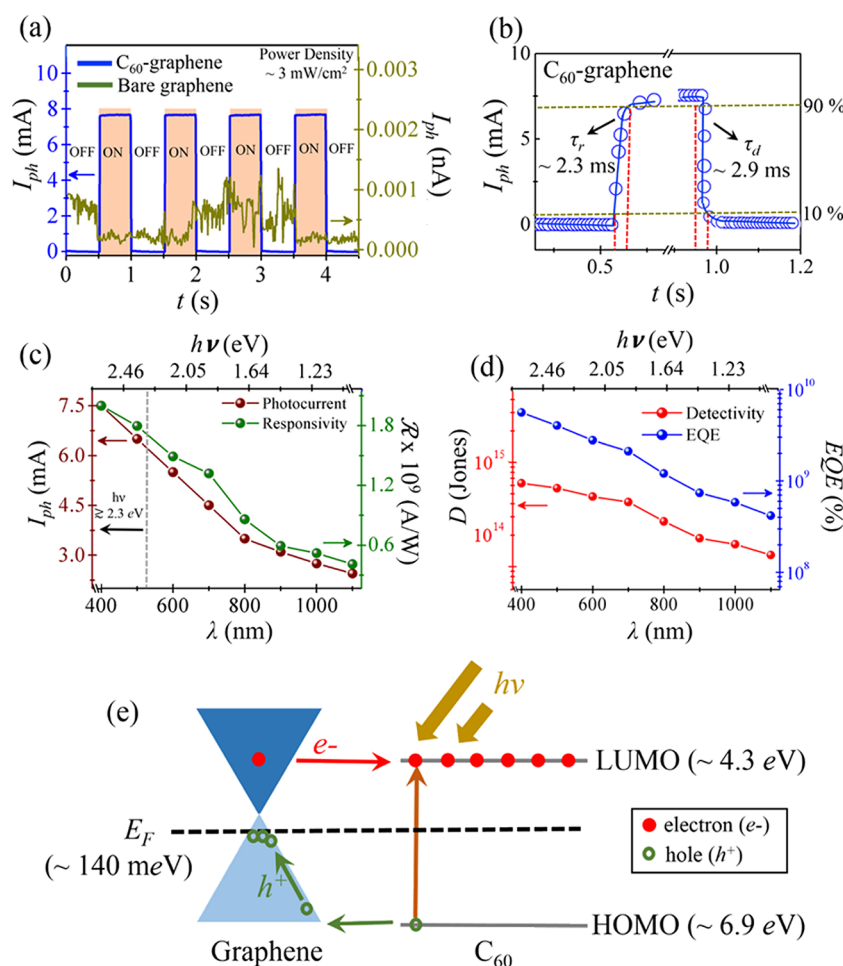 (a)
C60-graphene
Bare graphene
Power Density
~ 3 mW/cm²
OFF ON OFF ON OFF ON OFF ON OFF
10
8
6
4
2
0
Iph (mA)
0.003
0.002
0.001
0.000
Iph (nA)
0 1 2 3 4
t (s)
(b)
C60-graphene
10
5
0
Iph (mA)
90 %
10 %
τr
~ 2.3 ms
τd
~ 2.9 ms
0.5 1.0 1.2
t (s)
(c)
hν (eV)
2.46 2.05 1.64 1.23
Photocurrent
Responsivity
7.5
6.0
4.5
3.0
Iph (mA)
hν
≳ 2.3 eV
1.8
1.2
0.6
ℛ x 10⁹ (A/W)
400 600 800 1000
λ (nm)
(d)
hν (eV)
2.46 2.05 1.64 1.23
Detectivity
EQE
10¹⁵
10¹⁴
D (Jones)
10¹⁰
10⁹
10⁸
EQE (%)
400 600 800 1000
λ (nm)
(e)
hν
e-
LUMO (~ 4.3 eV)
EF
(~ 140 meV)
electron (e-)
hole (h⁺)
h⁺
HOMO (~ 6.9 eV)
Graphene
C60